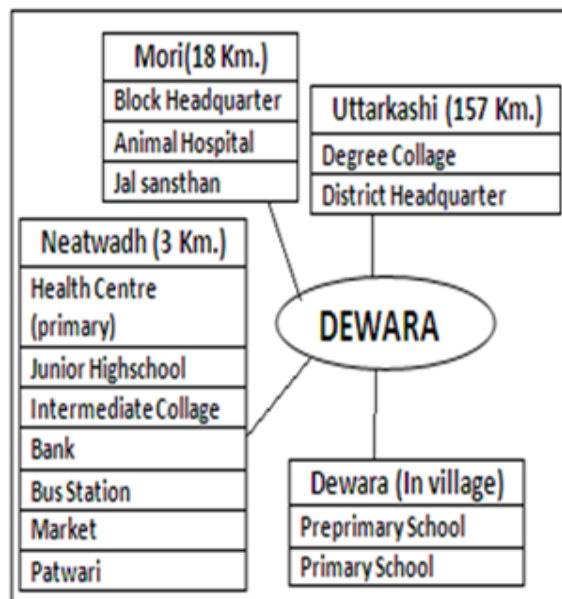 Mori(18 Km.)
Block Headquarter
Animal Hospital
Jal sansthan
Uttarkashi (157 Km.)
Degree Collage
District Headquarter
Neatwadh (3 Km.)
Health Centre
(primary)
Junior Highschool
Intermediate Collage
Bank
Bus Station
Market
Patwari
DEWARA
Dewara (In village)
Preprimary School
Primary School